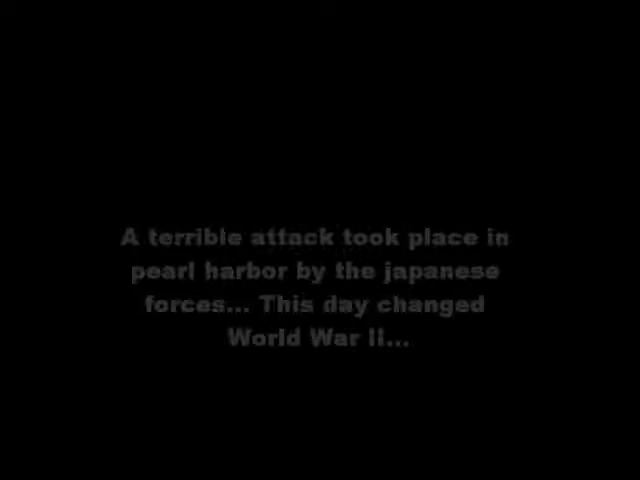 A terrible attack took place in
pearl harbor by the japanese
forces... This day changed
World War II...